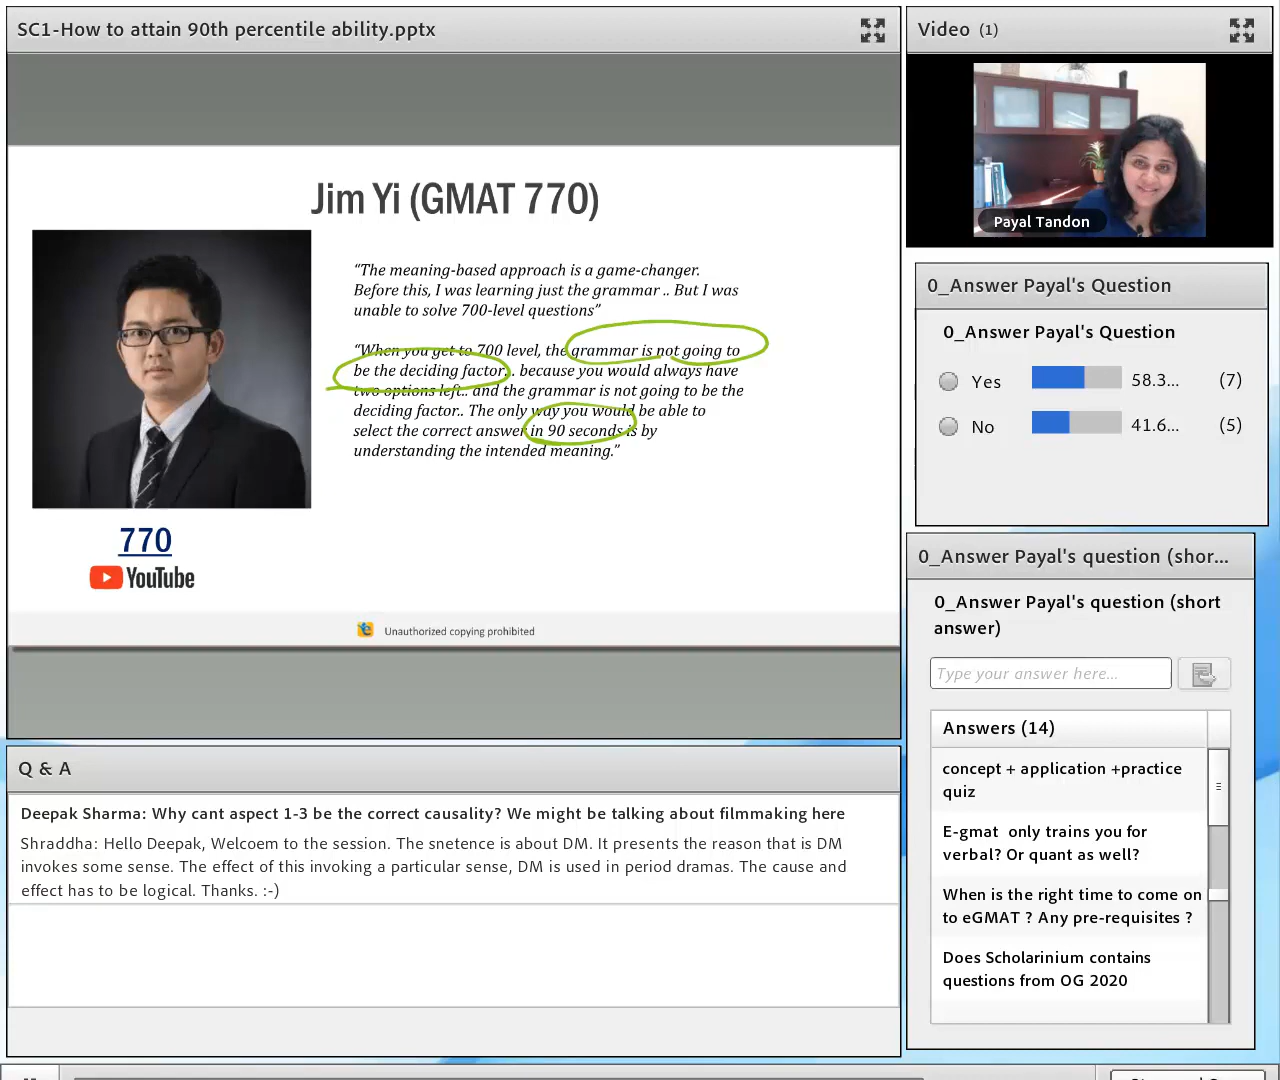 SC1-How to attain 90th percentile ability.pptx
Jim Yi (GMAT 770)
“The meaning-based approach is a game-changer.
Before this, I was learning just the grammar .. But I was
unable to solve 700-level questions”
“When you get to 700 level, the grammar is not going to
be the deciding factor.. because you would always have
two options left.. and the grammar is not going to be the
deciding factor.. The only way you would be able to
select the correct answer in 90 seconds is by
understanding the intended meaning.”
770
YouTube
Unauthorized copying prohibited
Video (1)
Payal Tandon
0_Answer Payal's Question
0_Answer Payal's Question
Yes 58.3... (7)
No 41.6... (5)
0_Answer Payal's question (shor...
0_Answer Payal's question (short
answer)
Type your answer here...
Answers (14)
concept + application +practice
quiz
E-gmat only trains you for
verbal? Or quant as well?
When is the right time to come on
to eGMAT ? Any pre-requisites ?
Does Scholarinium contains
questions from OG 2020
Q & A
Deepak Sharma: Why cant aspect 1-3 be the correct causality? We might be talking about filmmaking here
Shraddha: Hello Deepak, Welcoem to the session. The snetence is about DM. It presents the reason that is DM
invokes some sense. The effect of this invoking a particular sense, DM is used in period dramas. The cause and
effect has to be logical. Thanks. :-)